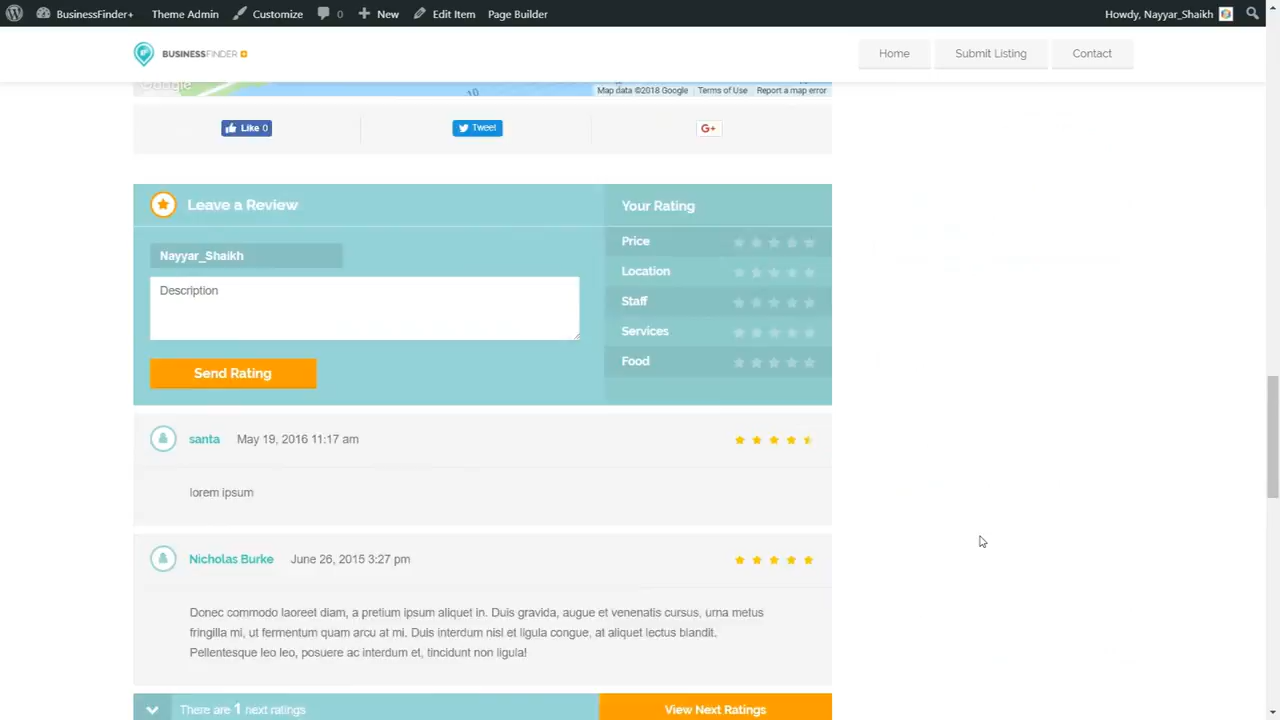 BusinessFinder+ Theme Admin Customize 0 New Edit Item Page Builder Howdy, Nayyar_Shaikh
BUSINESSFINDER Home Submit Listing Contact
Google 10 Map data ©2018 Google Terms of Use Report a map error
Like 0 Tweet G+
Leave a Review
Nayyar_Shaikh
Description
Send Rating
Your Rating
Price
Location
Staff
Services
Food
santa May 19, 2016 11:17 am
lorem ipsum
Nicholas Burke June 26, 2015 3:27 pm
Donec commodo laoreet diam, a pretium ipsum aliquet in. Duis gravida, augue et venenatis cursus, urna metus
fringilla mi, ut fermentum quam arcu at mi. Duis interdum nisl et ligula congue, at aliquet lectus blandit.
Pellentesque leo leo, posuere ac interdum et, tincidunt non ligula!
There are 1 next ratings View Next Ratings